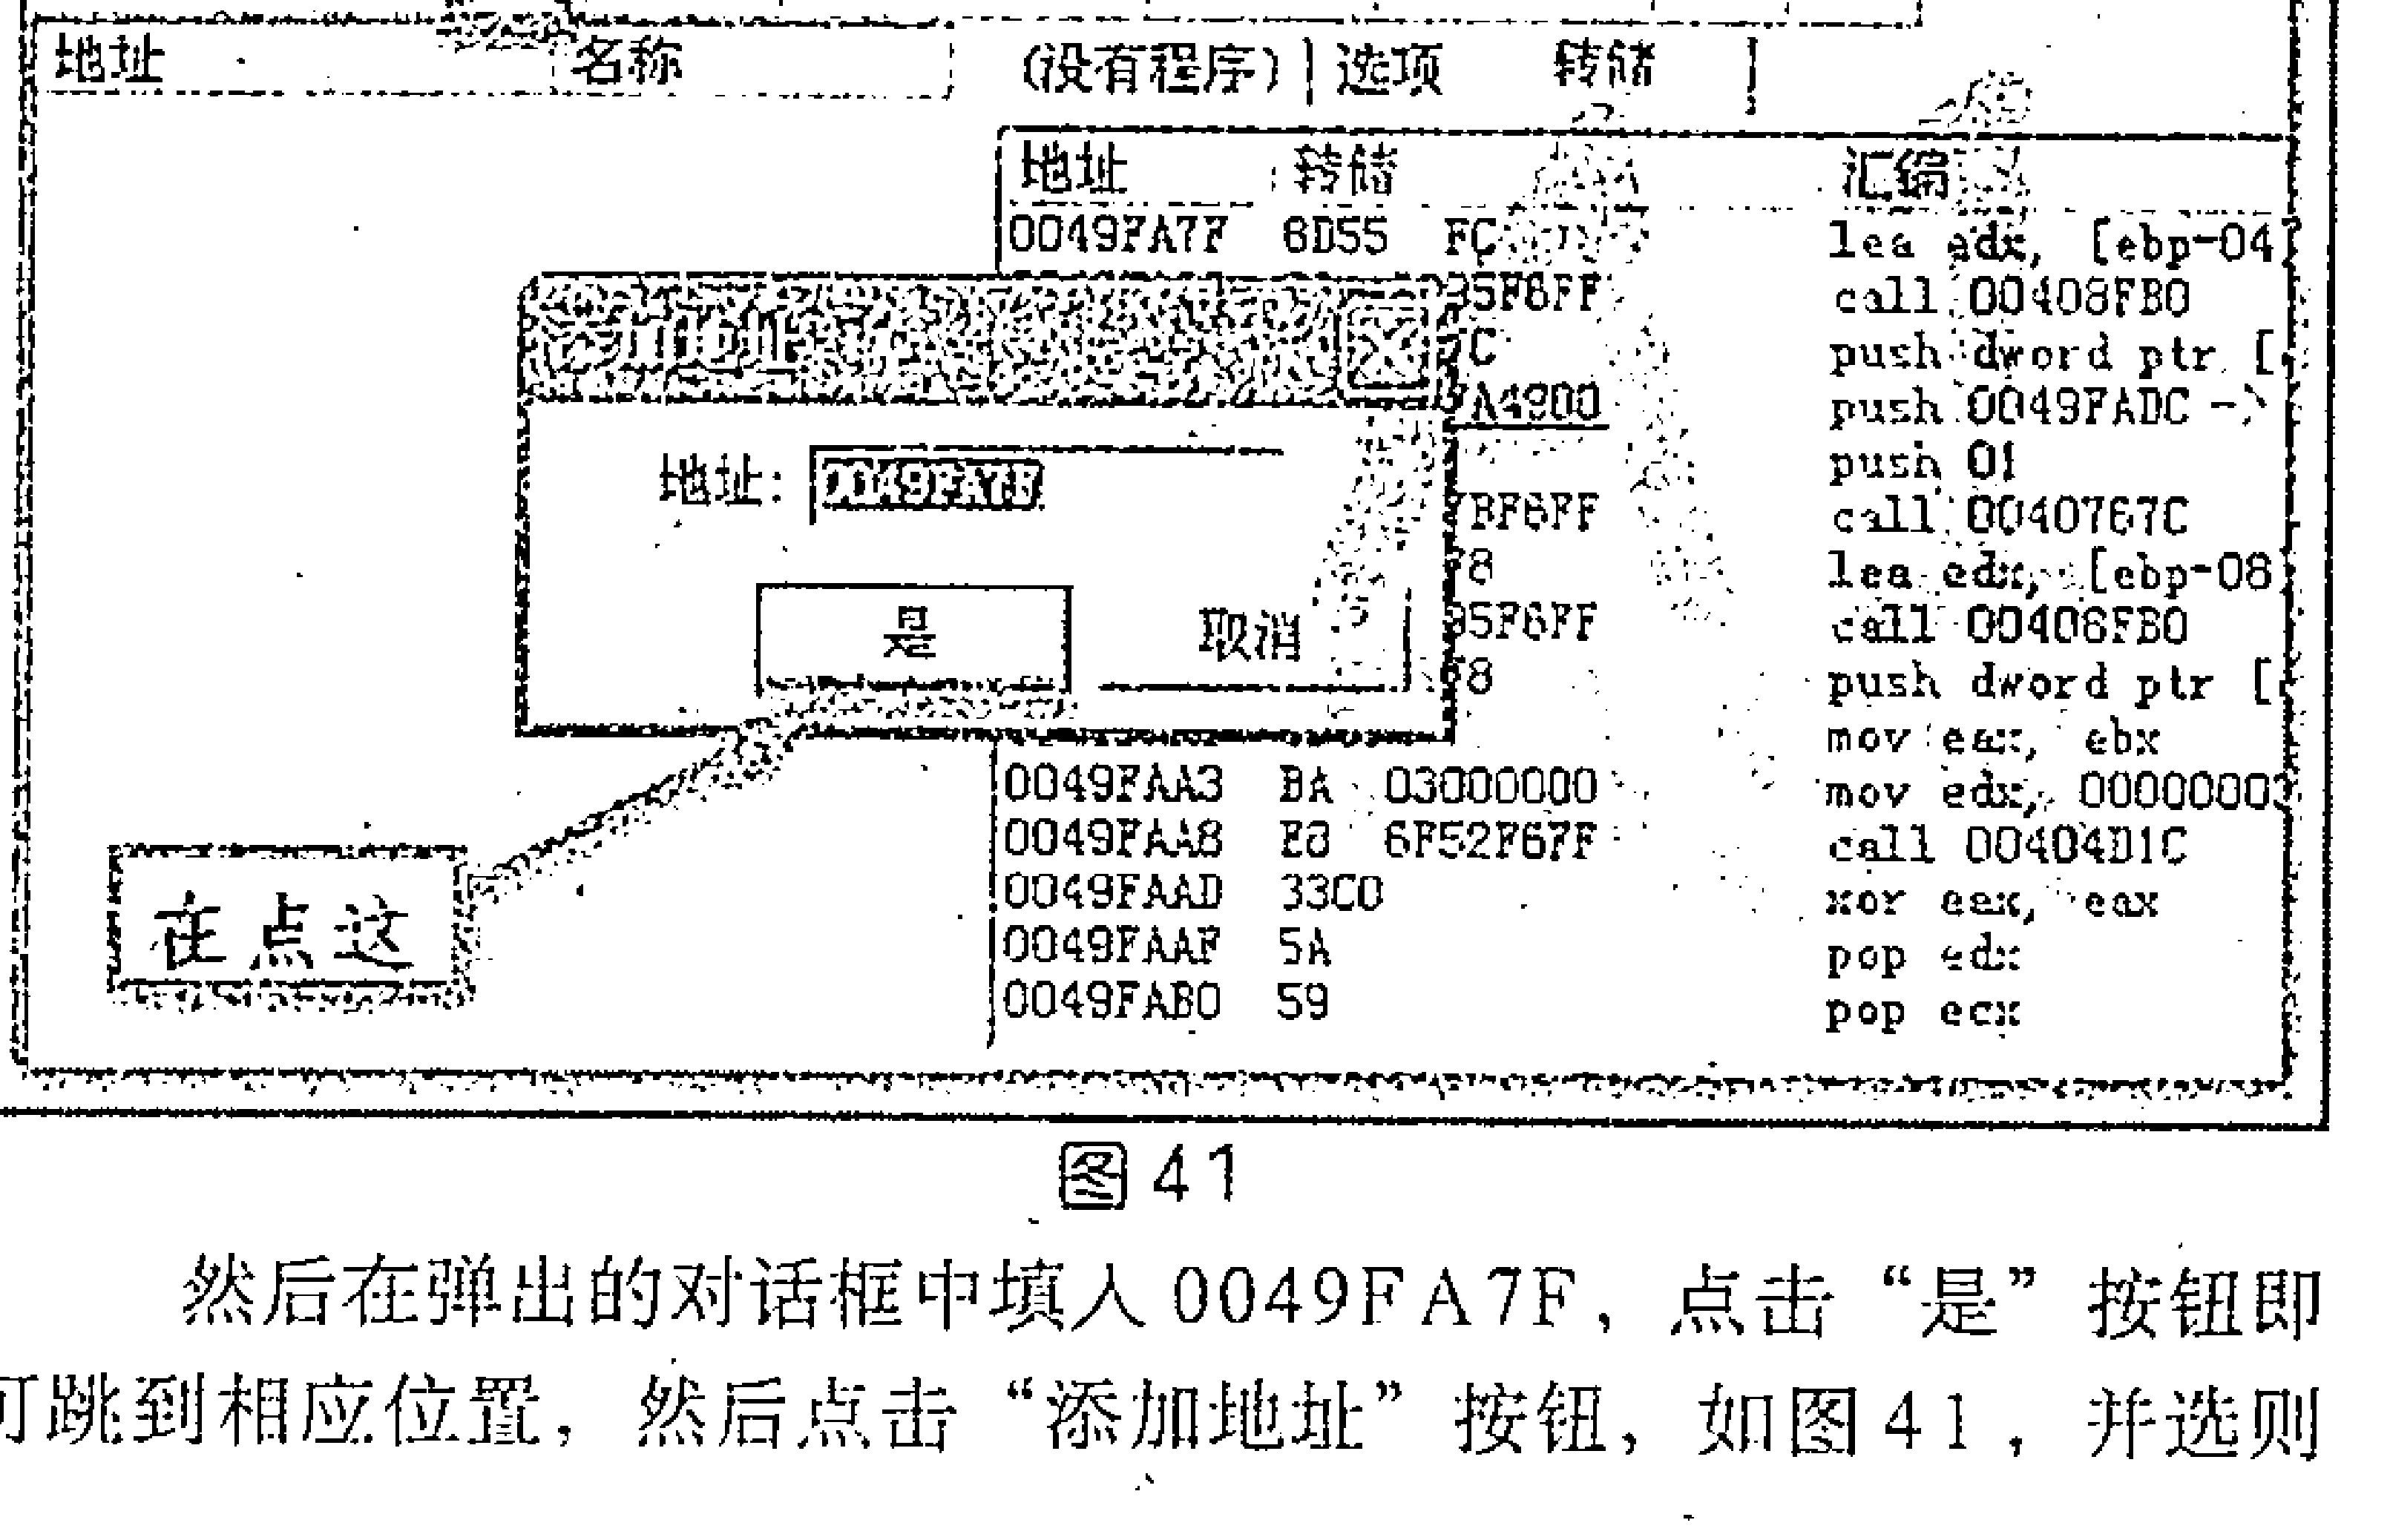 地址 名称 (没有程序) 选项 转储
地址 转储 汇编
0049FA7F 8D55 FC lea edx, [ebp-04
95F6FF call 00408FB0
C push dword ptr [
A4900 push 0049FADC ->
地址: 0049FA7F
push 01
BF6FF call 0040767C
F8 lea edx, [ebp-08
是 取消
95F6FF call 00408FB0
F8 push dword ptr [
mov eax, ebx
0049FAA3 BA 03000000 mov edx, 00000003
0049FAA8 E8 6F52F6FF call 00404D1C
0049FAAD 33C0 xor eax, eax
在点这
0049FAAF 5A pop edx
0049FAB0 59 pop ecx
图41
然后在弹出的对话框中填入0049FA7F，点击“是”按钮即
可跳到相应位置，然后点击“添加地址”按钮，如图41，并选则